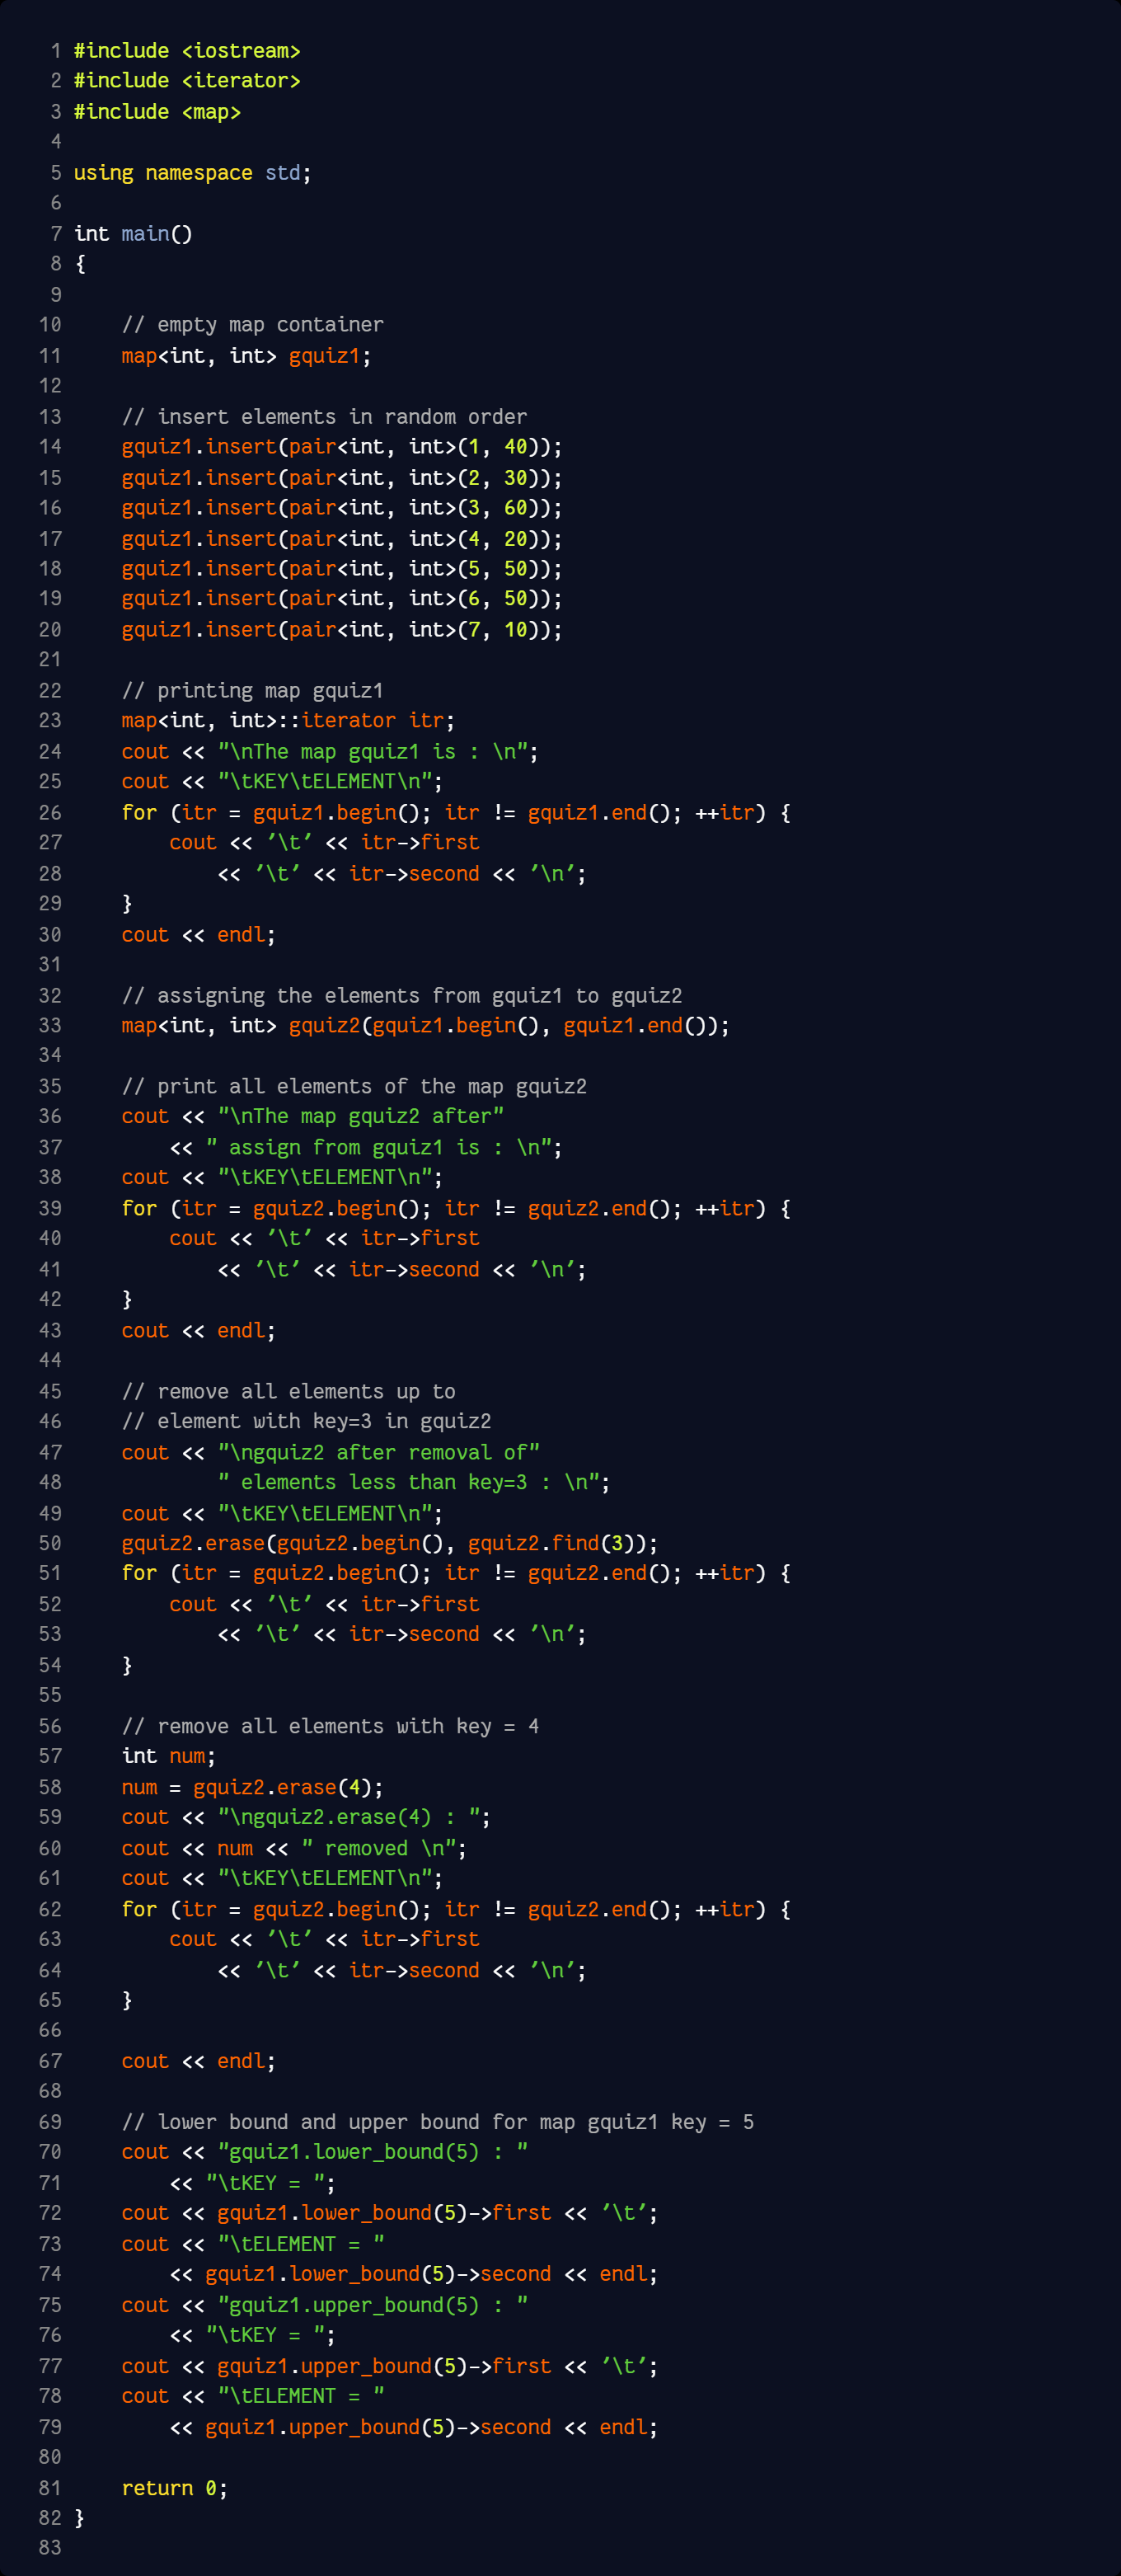 1 #include <iostream>
2 #include <iterator>
3 #include <map>
4
5 using namespace std;
6
7 int main()
8 {
9
10     // empty map container
11     map<int, int> gquiz1;
12
13     // insert elements in random order
14     gquiz1.insert(pair<int, int>(1, 40));
15     gquiz1.insert(pair<int, int>(2, 30));
16     gquiz1.insert(pair<int, int>(3, 60));
17     gquiz1.insert(pair<int, int>(4, 20));
18     gquiz1.insert(pair<int, int>(5, 50));
19     gquiz1.insert(pair<int, int>(6, 50));
20     gquiz1.insert(pair<int, int>(7, 10));
21
22     // printing map gquiz1
23     map<int, int>::iterator itr;
24     cout << "\nThe map gquiz1 is : \n";
25     cout << "\tKEY\tELEMENT\n";
26     for (itr = gquiz1.begin(); itr != gquiz1.end(); ++itr) {
27         cout << '\t' << itr->first
28             << '\t' << itr->second << '\n';
29     }
30     cout << endl;
31
32     // assigning the elements from gquiz1 to gquiz2
33     map<int, int> gquiz2(gquiz1.begin(), gquiz1.end());
34
35     // print all elements of the map gquiz2
36     cout << "\nThe map gquiz2 after"
37         << " assign from gquiz1 is : \n";
38     cout << "\tKEY\tELEMENT\n";
39     for (itr = gquiz2.begin(); itr != gquiz2.end(); ++itr) {
40         cout << '\t' << itr->first
41             << '\t' << itr->second << '\n';
42     }
43     cout << endl;
44
45     // remove all elements up to
46     // element with key=3 in gquiz2
47     cout << "\ngquiz2 after removal of"
48             " elements less than key=3 : \n";
49     cout << "\tKEY\tELEMENT\n";
50     gquiz2.erase(gquiz2.begin(), gquiz2.find(3));
51     for (itr = gquiz2.begin(); itr != gquiz2.end(); ++itr) {
52         cout << '\t' << itr->first
53             << '\t' << itr->second << '\n';
54     }
55
56     // remove all elements with key = 4
57     int num;
58     num = gquiz2.erase(4);
59     cout << "\ngquiz2.erase(4) : ";
60     cout << num << " removed \n";
61     cout << "\tKEY\tELEMENT\n";
62     for (itr = gquiz2.begin(); itr != gquiz2.end(); ++itr) {
63         cout << '\t' << itr->first
64             << '\t' << itr->second << '\n';
65     }
66
67     cout << endl;
68
69     // lower bound and upper bound for map gquiz1 key = 5
70     cout << "gquiz1.lower_bound(5) : "
71         << "\tKEY = ";
72     cout << gquiz1.lower_bound(5)->first << '\t';
73     cout << "\tELEMENT = "
74         << gquiz1.lower_bound(5)->second << endl;
75     cout << "gquiz1.upper_bound(5) : "
76         << "\tKEY = ";
77     cout << gquiz1.upper_bound(5)->first << '\t';
78     cout << "\tELEMENT = "
79         << gquiz1.upper_bound(5)->second << endl;
80
81     return 0;
82 }
83